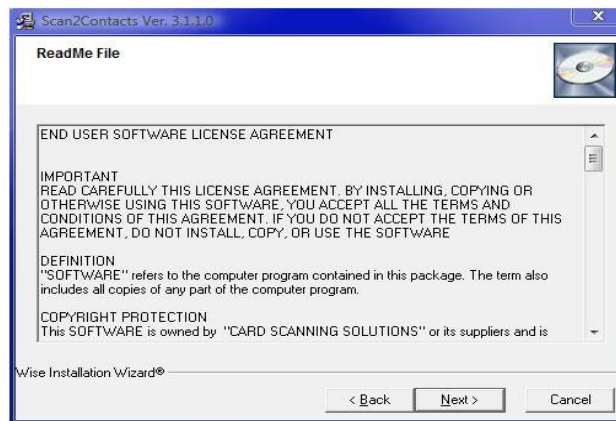 Scan2Contacts Ver. 3.1.1.0
ReadMe File
END USER SOFTWARE LICENSE AGREEMENT
IMPORTANT
READ CAREFULLY THIS LICENSE AGREEMENT. BY INSTALLING, COPYING OR
OTHERWISE USING THIS SOFTWARE, YOU ACCEPT ALL THE TERMS AND
CONDITIONS OF THIS AGREEMENT. IF YOU DO NOT ACCEPT THE TERMS OF THIS
AGREEMENT, DO NOT INSTALL, COPY, OR USE THE SOFTWARE
DEFINITION
"SOFTWARE" refers to the computer program contained in this package. The term also
includes all copies of any part of the computer program.
COPYRIGHT PROTECTION
This SOFTWARE is owned by "CARD SCANNING SOLUTIONS" or its suppliers and is
Wise Installation Wizard®
< Back
Next >
Cancel